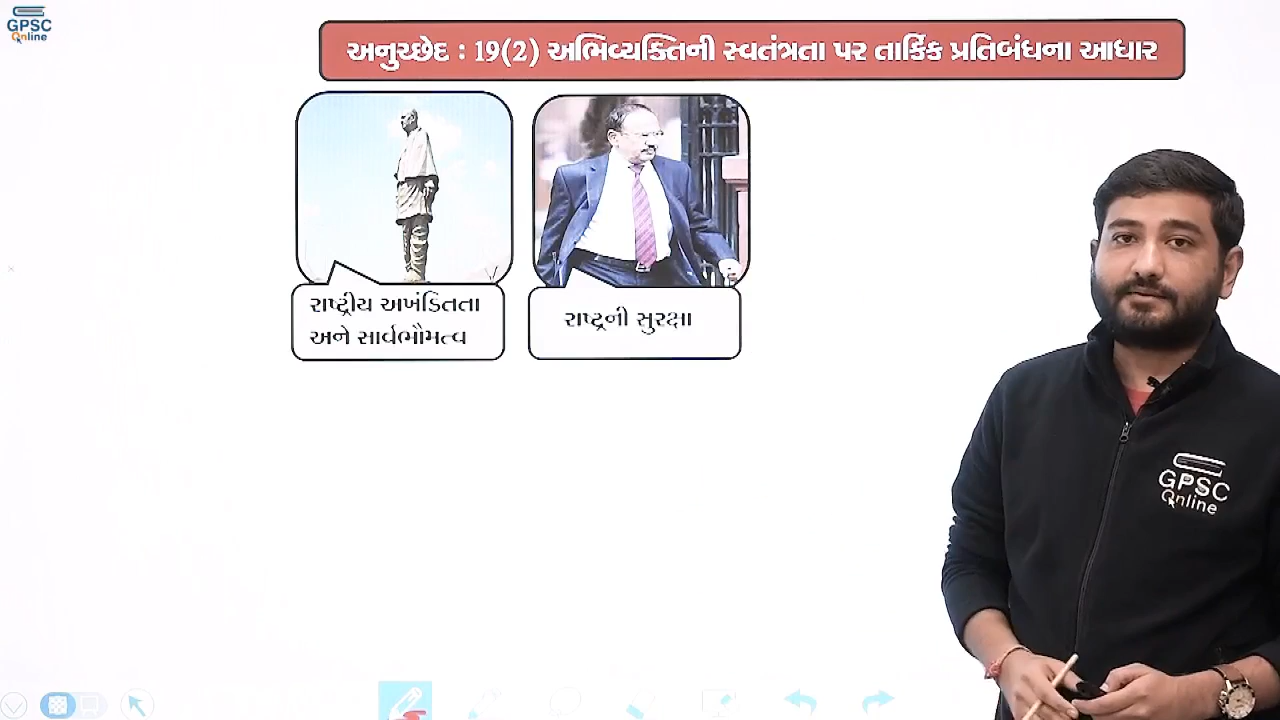 GPSC
Online
અનુચ્છેદ : 19(2) અભિવ્યક્તિની સ્વતંત્રતા પર તાર્કિક પ્રતિબંધના આધાર
રાષ્ટ્રીય અખંડિતતા
અને સાર્વભૌમત્વ
રાષ્ટ્રની સુરક્ષા
GPSC
Online